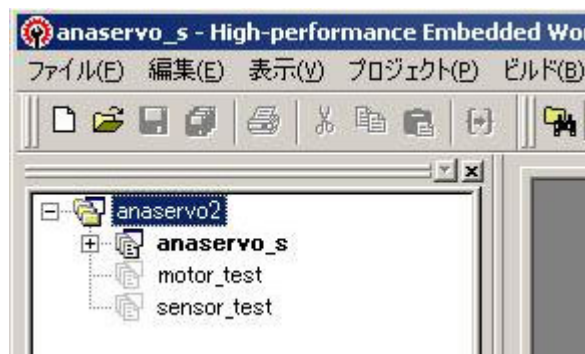 anaservo_s - High-performance Embedded Wo
ファイル(F) 編集(E) 表示(V) プロジェクト(P) ビルド(B)
anaservo2
anaservo_s
motor_test
sensor_test